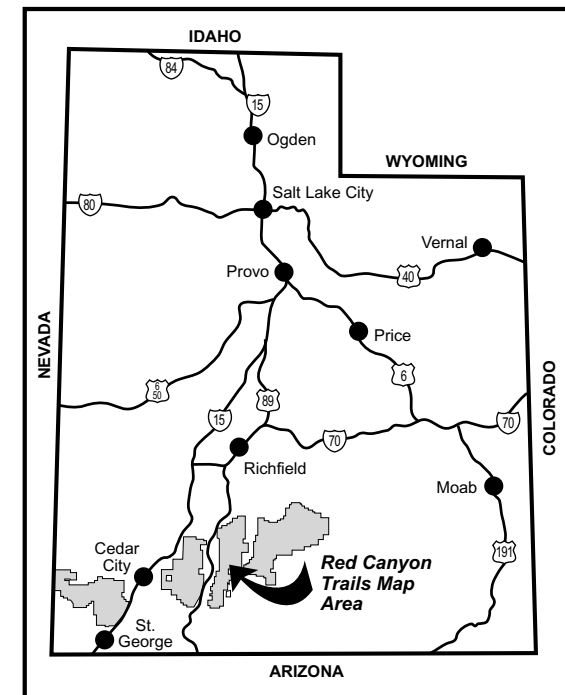 IDAHO
84
15
Ogden
WYOMING
Salt Lake City
80
Vernal
Provo
40
NEVADA
Price
6
50
6
COLORADO
15
89
70
70
Richfield
Moab
191
Cedar
City
Red Canyon
Trails Map
Area
St.
George
ARIZONA